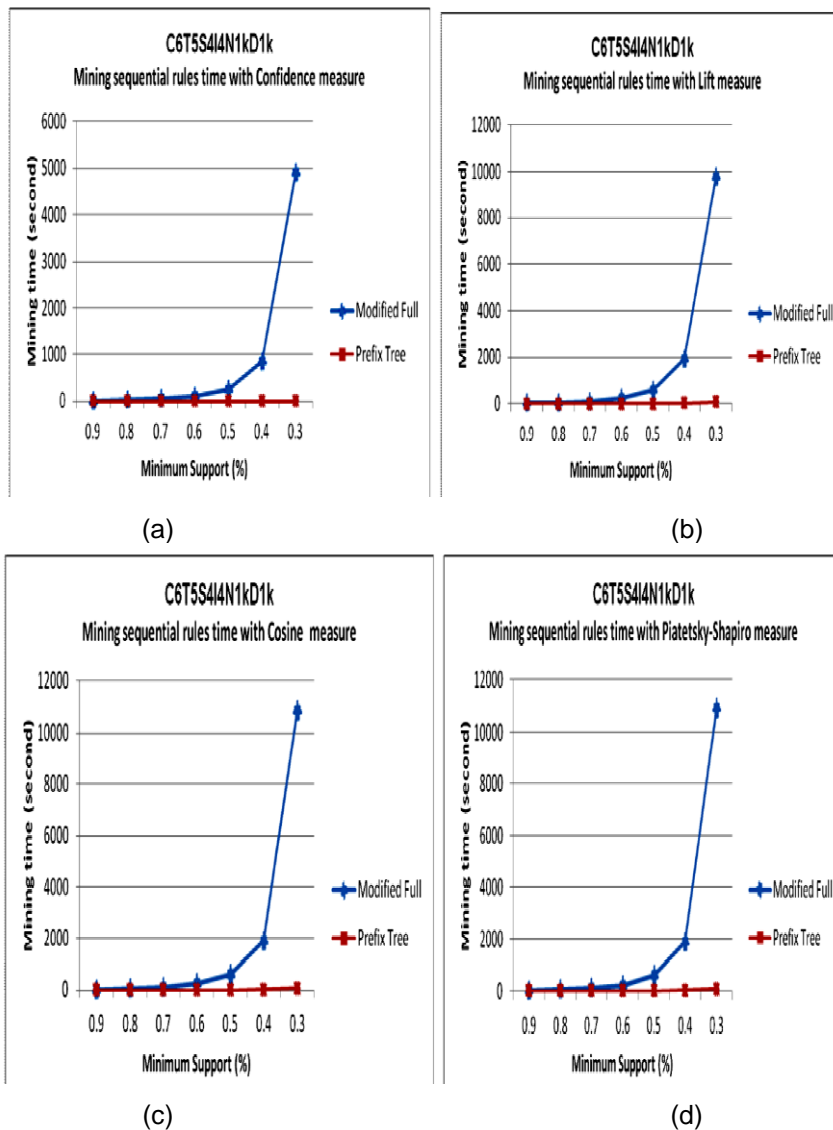 C6T5S4I4N1kD1k
Mining sequential rules time with Confidence measure
Mining time (second)
6000
5000
4000
3000
2000
1000
0
0.9 0.8 0.7 0.6 0.5 0.4 0.3
Minimum Support (%)
Modified Full
Prefix Tree
(a)
C6T5S4I4N1kD1k
Mining sequential rules time with Lift measure
Mining time (second)
12000
10000
8000
6000
4000
2000
0
0.9 0.8 0.7 0.6 0.5 0.4 0.3
Minimum Support (%)
Modified Full
Prefix Tree
(b)
C6T5S4I4N1kD1k
Mining sequential rules time with Cosine measure
Mining time (second)
12000
10000
8000
6000
4000
2000
0
0.9 0.8 0.7 0.6 0.5 0.4 0.3
Minimum Support (%)
Modified Full
Prefix Tree
(c)
C6T5S4I4N1kD1k
Mining sequential rules time with Piatetsky-Shapiro measure
Mining time (second)
12000
10000
8000
6000
4000
2000
0
0.9 0.8 0.7 0.6 0.5 0.4 0.3
Minimum Support (%)
Modified Full
Prefix Tree
(d)